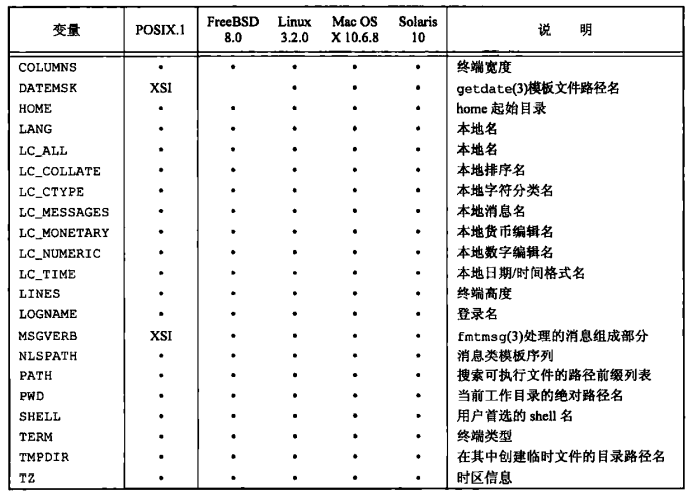 变量 POSIX.1 FreeBSD 8.0 Linux 3.2.0 Mac OS X 10.6.8 Solaris 10 说 明
COLUMNS • • • • • 终端宽度
DATEMSK XSI • • • getdate(3)模板文件路径名
HOME • • • • • home 起始目录
LANG • • • • • 本地名
LC_ALL • • • • • 本地名
LC_COLLATE • • • • • 本地排序名
LC_CTYPE • • • • • 本地字符分类名
LC_MESSAGES • • • • • 本地消息名
LC_MONETARY • • • • • 本地货币编辑名
LC_NUMERIC • • • • • 本地数字编辑名
LC_TIME • • • • • 本地日期/时间格式名
LINES • • • • • 终端高度
LOGNAME • • • • • 登录名
MSGVERB XSI • • • • fmtmsg(3)处理的消息组成部分
NLSPATH • • • • • 消息类模板序列
PATH • • • • • 搜索可执行文件的路径前缀列表
PWD • • • • • 当前工作目录的绝对路径名
SHELL • • • • • 用户首选的 shell 名
TERM • • • • • 终端类型
TMPDIR • • • • • 在其中创建临时文件的目录路径名
TZ • • • • • 时区信息